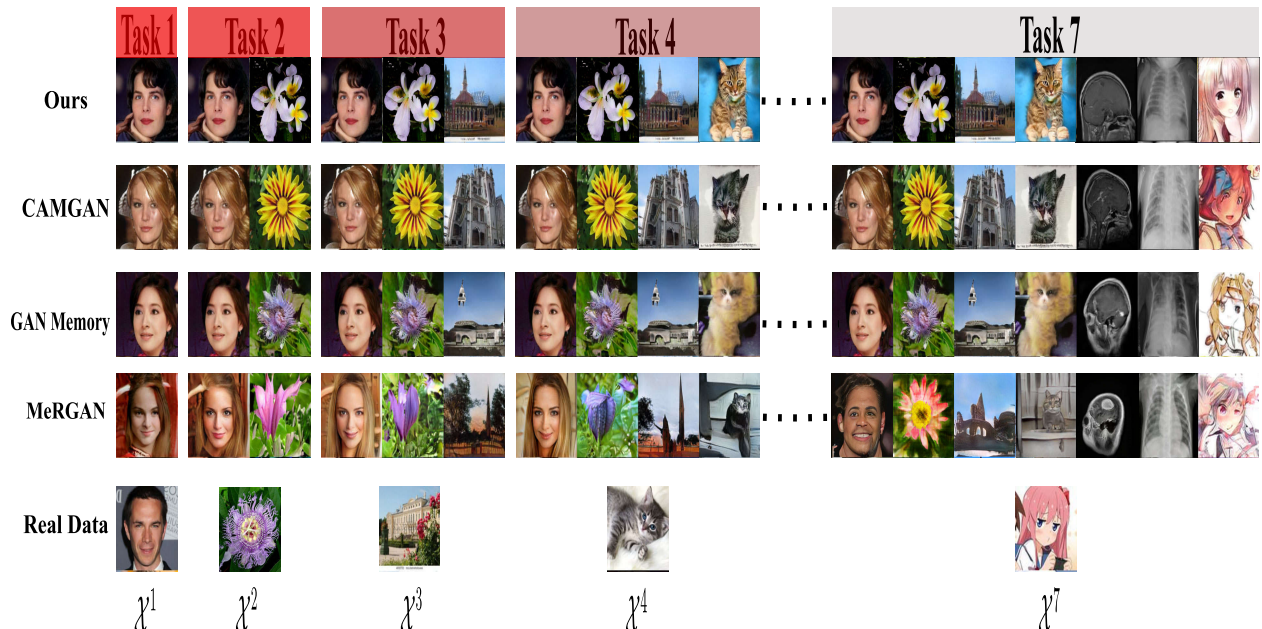 Task 1 Task 2 Task 3 Task 4 Task 7
Ours
CAMGAN
GAN Memory
MeRGAN
Real Data
χ¹ χ² χ³ χ⁴ χ⁷